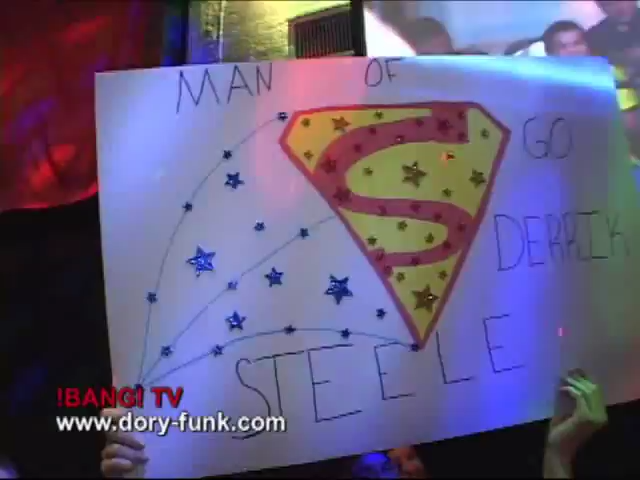 MAN OF
S
GO
DERRIK
STEELE
!BANG! TV
www.dory-funk.com